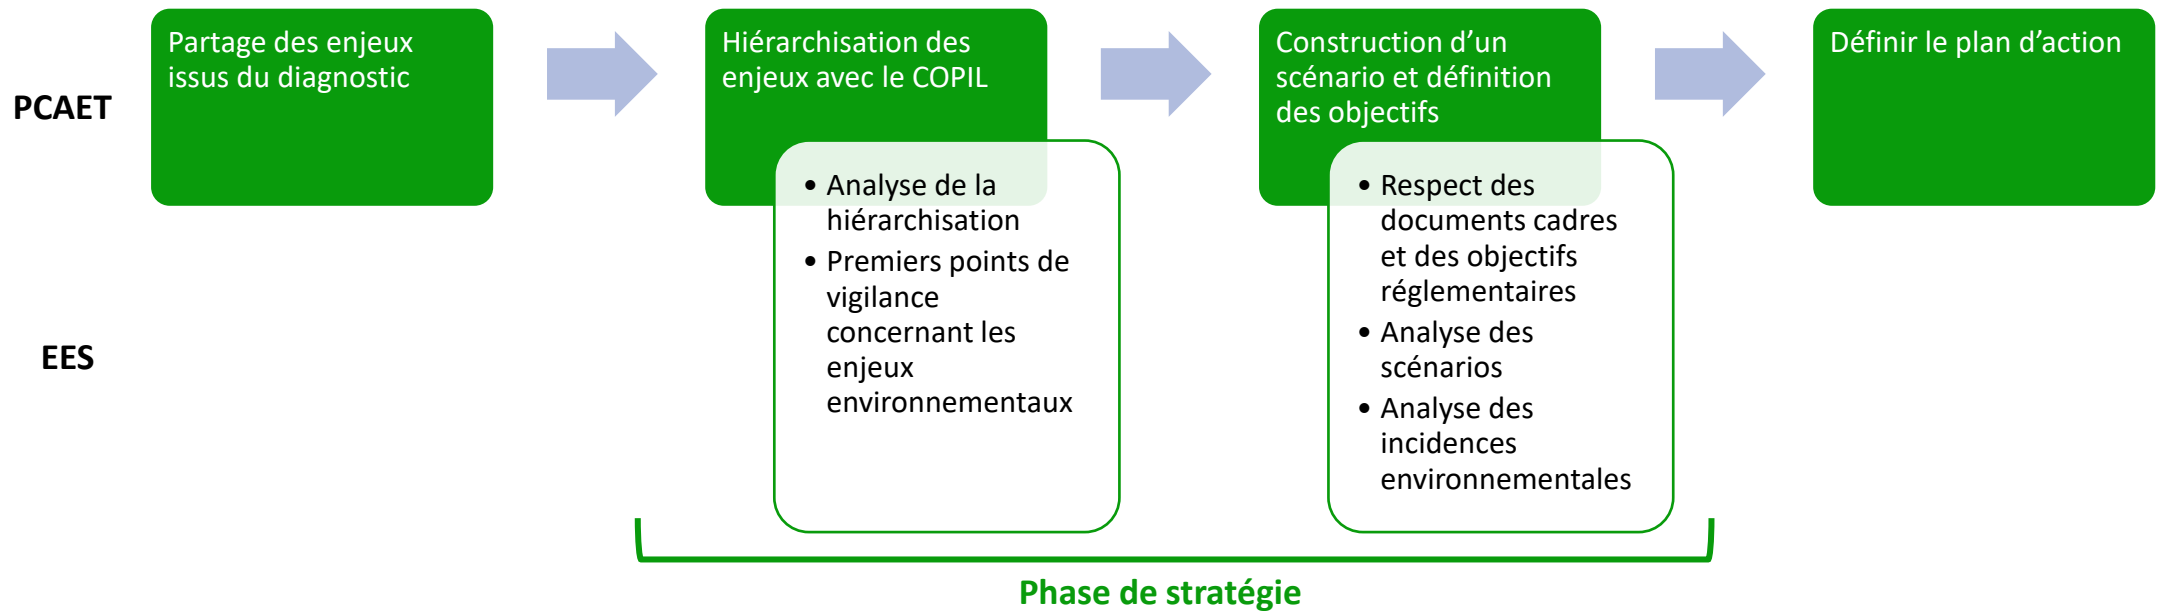 PCAET
Partage des enjeux
issus du diagnostic
Hiérarchisation des
enjeux avec le COPIL
Construction d’un
scénario et définition
des objectifs
Définir le plan d’action
EES
• Analyse de la
hiérarchisation
• Premiers points de
vigilance
concernant les
enjeux
environnementaux
• Respect des
documents cadres
et des objectifs
réglementaires
• Analyse des
scénarios
• Analyse des
incidences
environnementales
Phase de stratégie